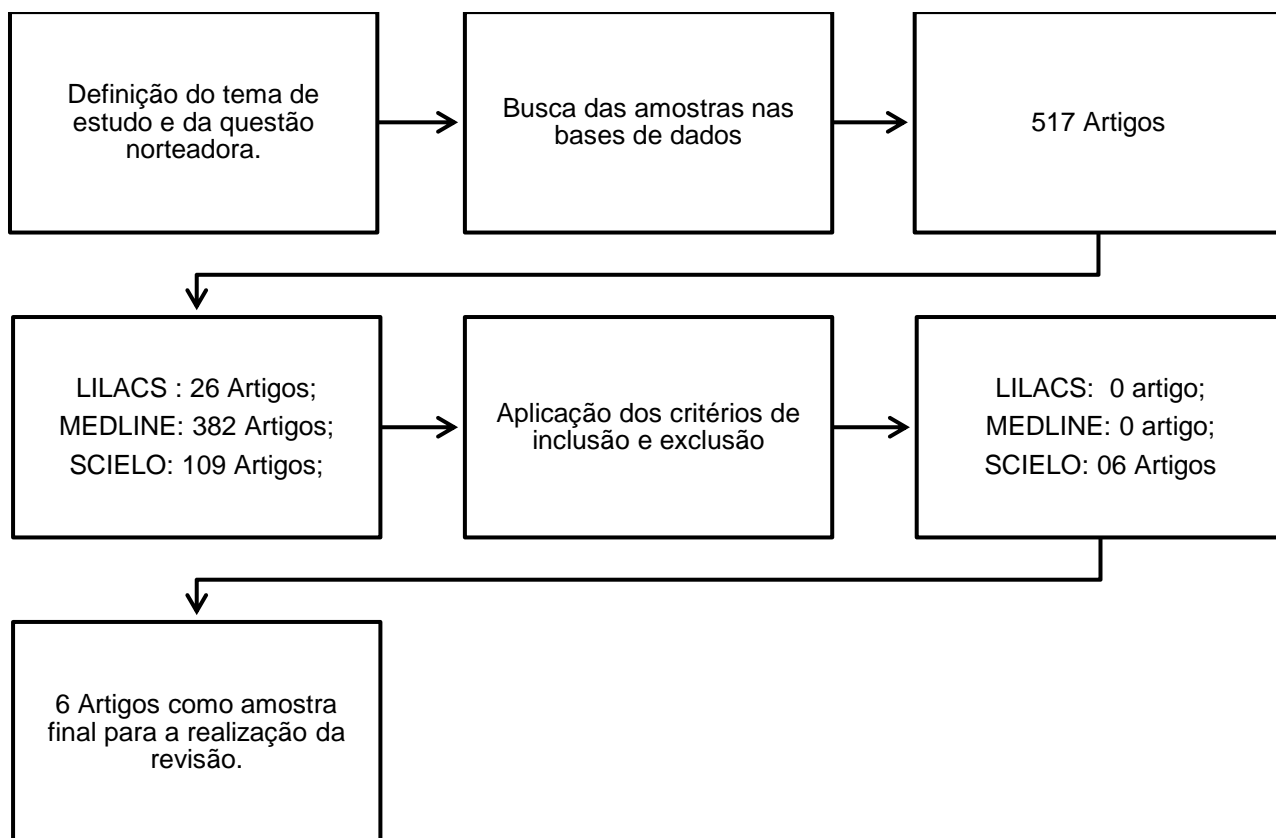 Definição do tema de
estudo e da questão
norteadora.
Busca das amostras nas
bases de dados
517 Artigos
LILACS : 26 Artigos;
MEDLINE: 382 Artigos;
SCIELO: 109 Artigos;
Aplicação dos critérios de
inclusão e exclusão
LILACS: 0 artigo;
MEDLINE: 0 artigo;
SCIELO: 06 Artigos
6 Artigos como amostra
final para a realização da
revisão.